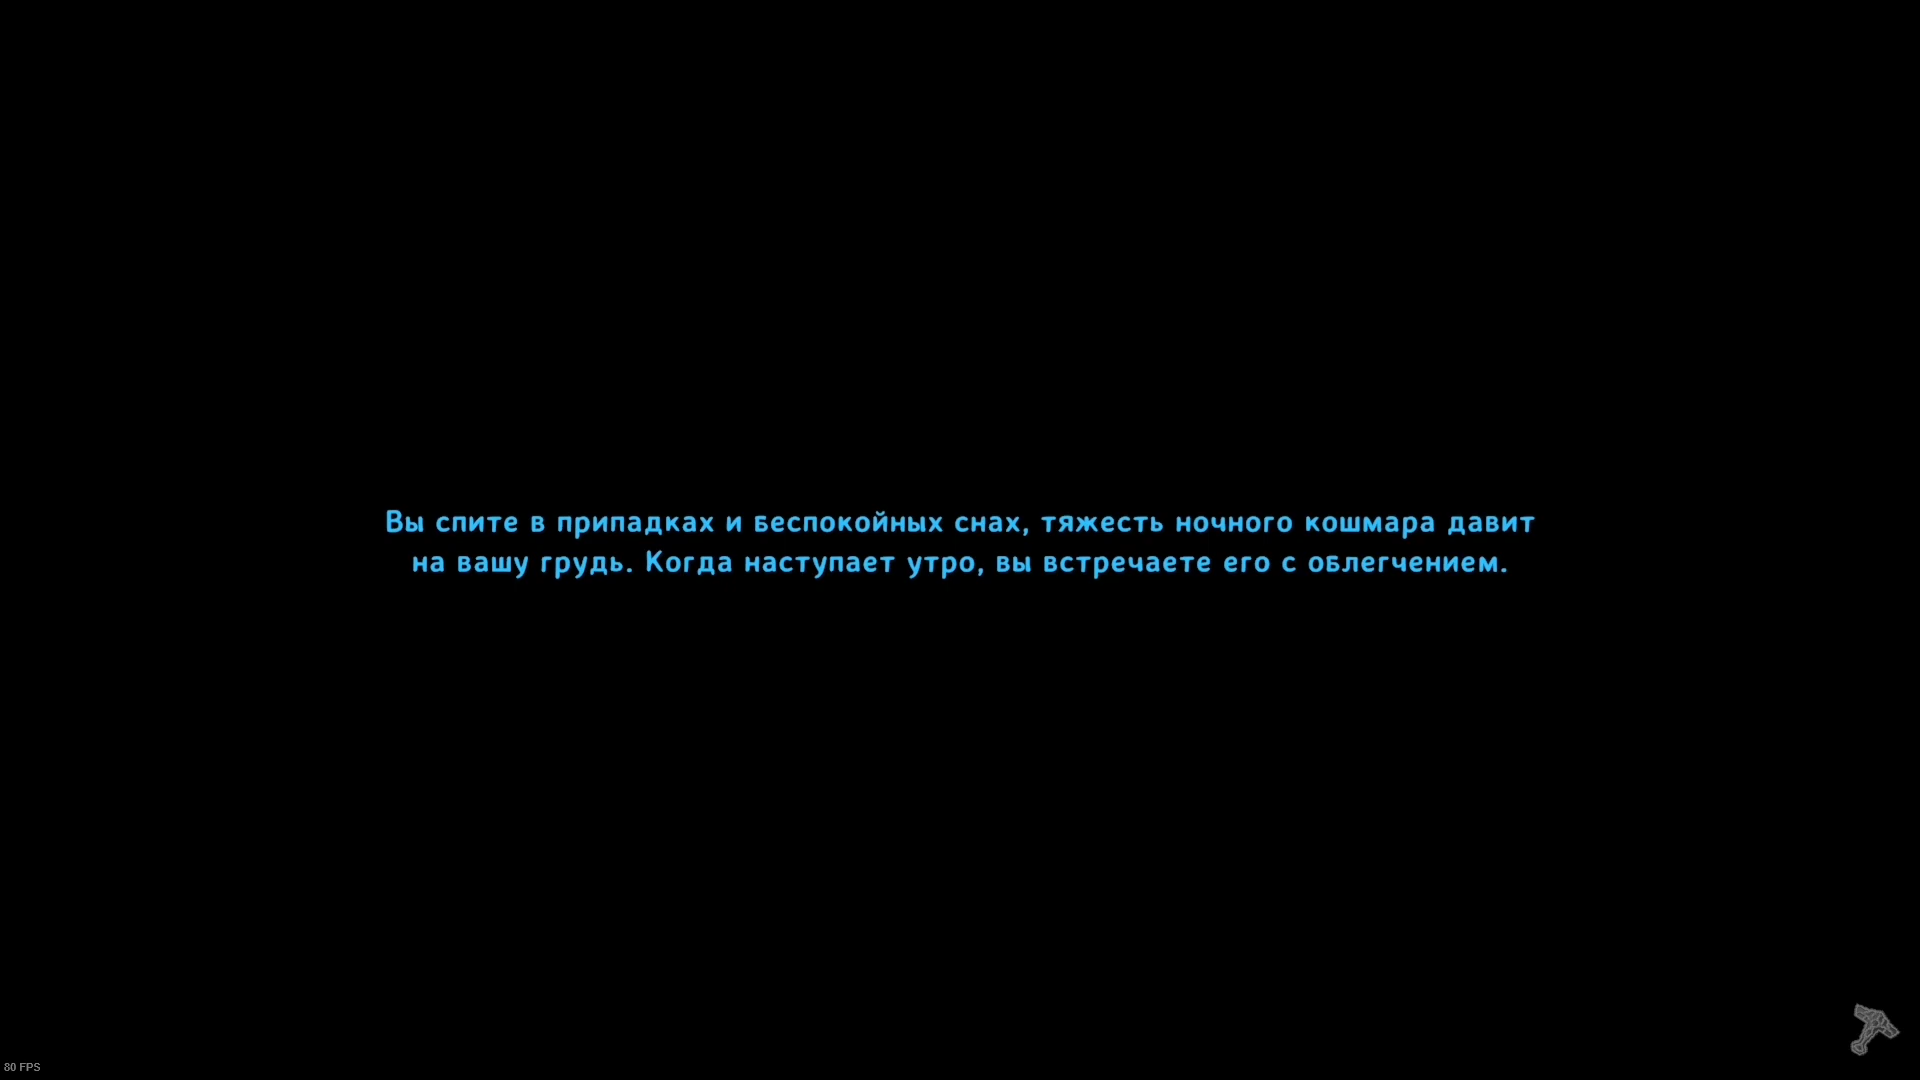 Вы спите в припадках и беспокойных снах, тяжесть ночного кошмара давит
на вашу грудь. Когда наступает утро, вы встречаете его с облегчением.
80 FPS